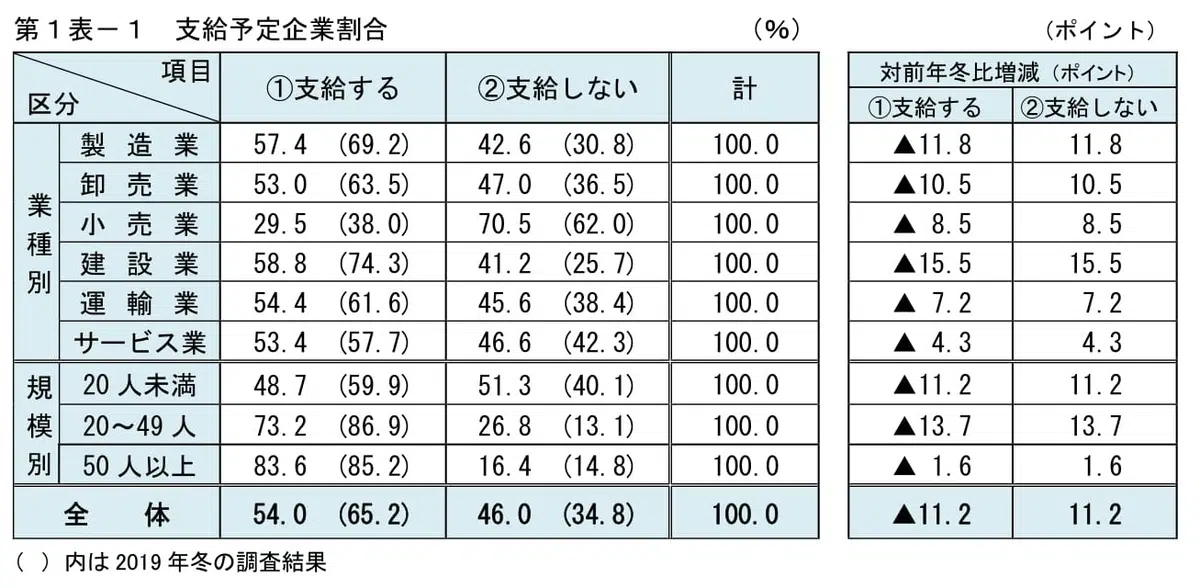 第1表－1　支給予定企業割合　（％）　（ポイント）
項目　①支給する　②支給しない　計　対前年冬比増減（ポイント）
区分　①支給する　②支給しない
業種別
製造業　57.4　(69.2)　42.6　(30.8)　100.0　▲11.8　11.8
卸売業　53.0　(63.5)　47.0　(36.5)　100.0　▲10.5　10.5
小売業　29.5　(38.0)　70.5　(62.0)　100.0　▲ 8.5　8.5
建設業　58.8　(74.3)　41.2　(25.7)　100.0　▲15.5　15.5
運輸業　54.4　(61.6)　45.6　(38.4)　100.0　▲ 7.2　7.2
サービス業　53.4　(57.7)　46.6　(42.3)　100.0　▲ 4.3　4.3
規模別
20人未満　48.7　(59.9)　51.3　(40.1)　100.0　▲11.2　11.2
20～49人　73.2　(86.9)　26.8　(13.1)　100.0　▲13.7　13.7
50人以上　83.6　(85.2)　16.4　(14.8)　100.0　▲ 1.6　1.6
全体　54.0　(65.2)　46.0　(34.8)　100.0　▲11.2　11.2
（　）内は2019年冬の調査結果